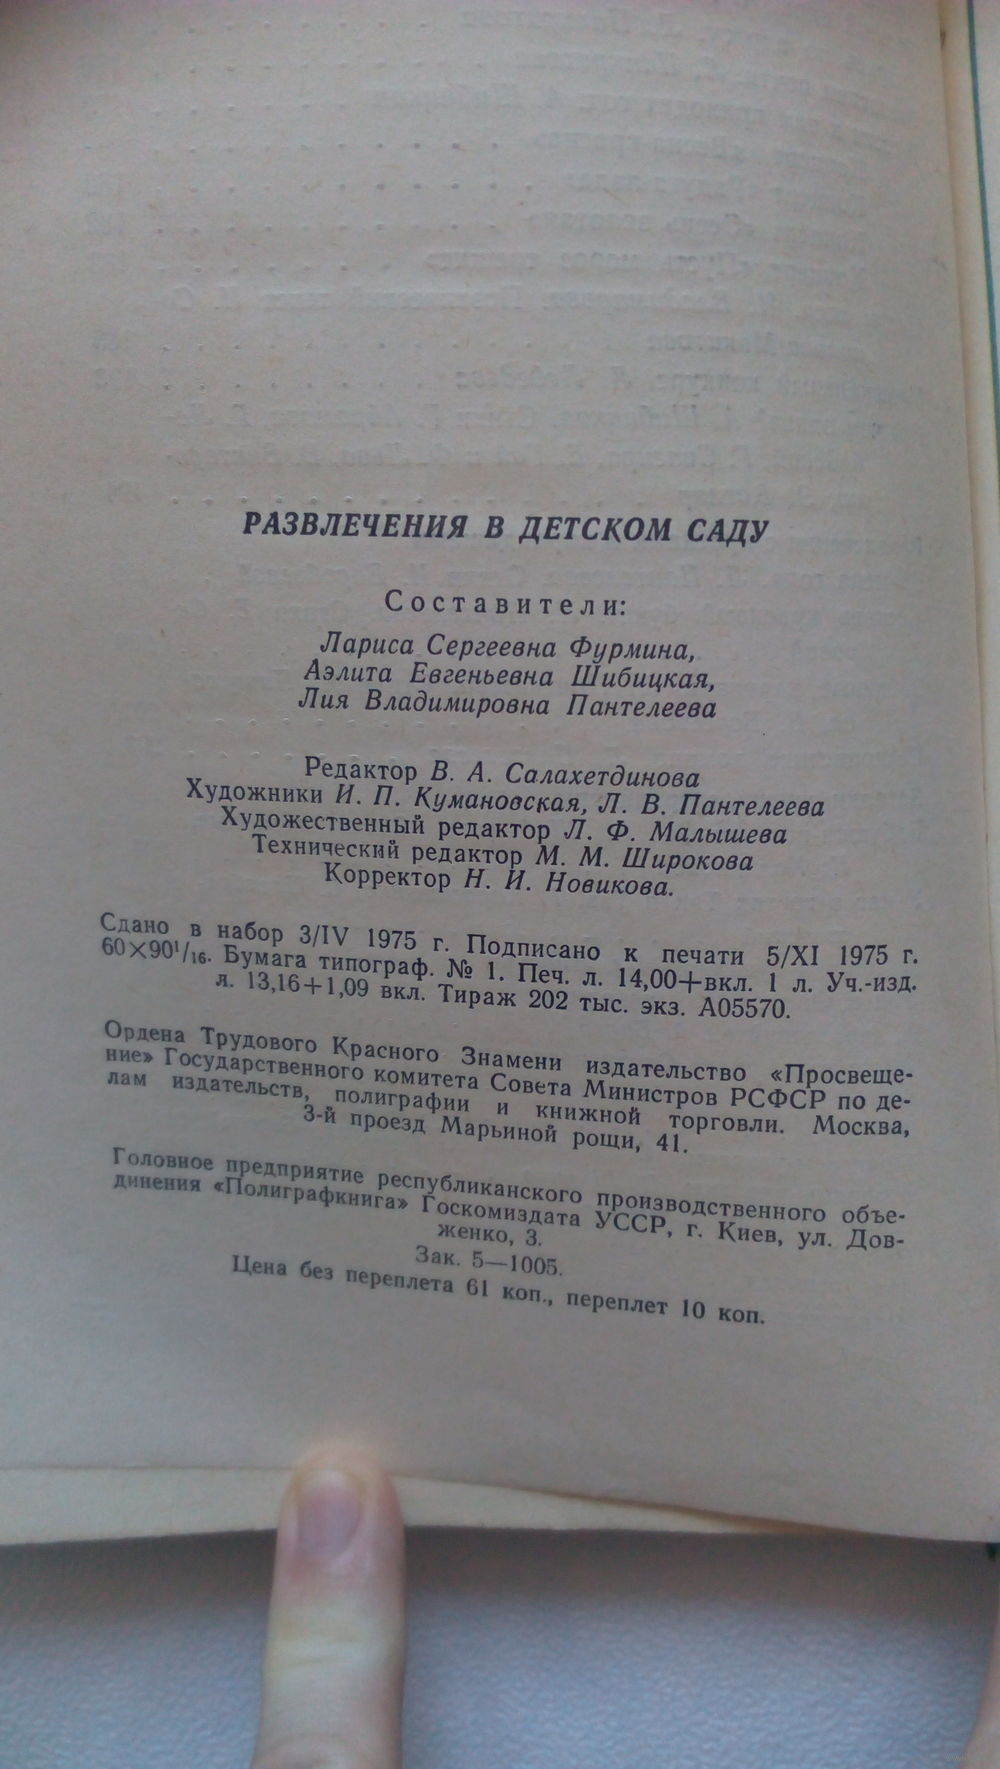 РАЗВЛЕЧЕНИЯ В ДЕТСКОМ САДУ
Составители:
Лариса Сергеевна Фурмина,
Аэлита Евгеньевна Шибицкая,
Лия Владимировна Пантелеева
Редактор В. А. Салахетдинова
Художники И. П. Кумановская, Л. В. Пантелеева
Художественный редактор Л. Ф. Малышева
Технический редактор М. М. Широкова
Корректор Н. И. Новикова.
Сдано в набор 3/IV 1975 г. Подписано к печати 5/XI 1975 г.
60×90¹/₁₆. Бумага типограф. № 1. Печ. л. 14,00+вкл. 1 л. Уч.-изд.
л. 13,16+1,09 вкл. Тираж 202 тыс. экз. А05570.
Ордена Трудового Красного Знамени издательство «Просвеще-
ние» Государственного комитета Совета Министров РСФСР по де-
лам издательств, полиграфии и книжной торговли. Москва,
3-й проезд Марьиной рощи, 41.
Головное предприятие республиканского производственного объе-
динения «Полиграфкнига» Госкомиздата УССР, г. Киев, ул. Дов-
женко, 3.
Зак. 5—1005.
Цена без переплета 61 коп., переплет 10 коп.